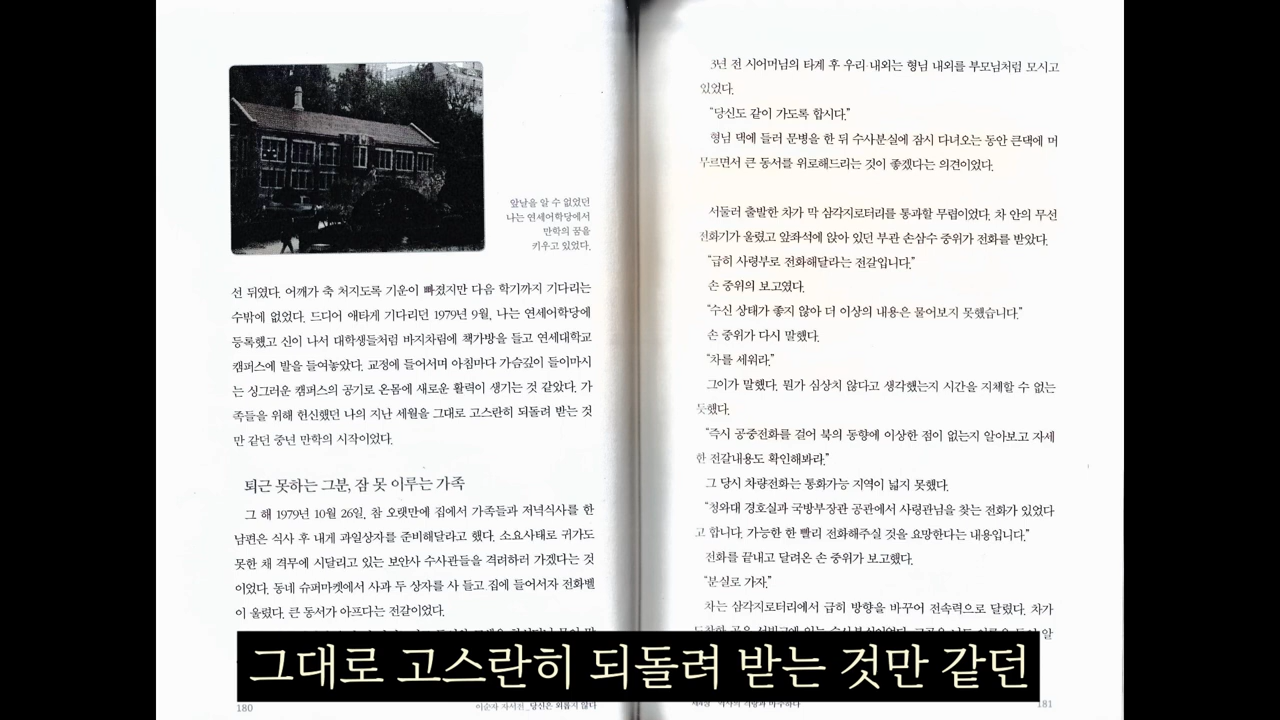 앞날을 알 수 없었던
나는 연세어학당에서
만학의 꿈을
키우고 있었다.
선 뒤였다. 어깨가 축 처지도록 기운이 빠졌지만 다음 학기까지 기다리는
수밖에 없었다. 드디어 애타게 기다리던 1979년 9월, 나는 연세어학당에
등록했고 신이 나서 대학생들처럼 바지차림에 책가방을 들고 연세대학교
캠퍼스에 발을 들여놓았다. 교정에 들어서며 아침마다 가슴깊이 들이마시
는 싱그러운 캠퍼스의 공기로 온몸에 새로운 활력이 생기는 것 같았다. 가
족들을 위해 헌신했던 나의 지난 세월을 그대로 고스란히 되돌려 받는 것
만 같던 중년 만학의 시작이었다.
퇴근 못하는 그분, 잠 못 이루는 가족
그 해 1979년 10월 26일, 참 오랫만에 집에서 가족들과 저녁식사를 한
남편은 식사 후 내게 과일상자를 준비해달라고 했다. 소요사태로 귀가도
못한 채 격무에 시달리고 있는 보안사 수사관들을 격려하러 가겠다는 것
이었다. 동네 슈퍼마켓에서 사과 두 상자를 사 들고 집에 들어서자 전화벨
이 울렸다. 큰 동서가 아프다는 전갈이었다.
180
이순자 자서전_당신은 외롭지 않다
3년 전 시어머님의 타계 후 우리 내외는 형님 내외를 부모님처럼 모시고
있었다.
“당신도 같이 가도록 합시다.”
형님 댁에 들러 문병을 한 뒤 수사분실에 잠시 다녀오는 동안 큰댁에 머
무르면서 큰 동서를 위로해드리는 것이 좋겠다는 의견이었다.
서둘러 출발한 차가 막 삼각지로터리를 통과할 무렵이었다. 차 안의 무선
전화기가 울렸고 앞좌석에 앉아 있던 부관 손삼수 중위가 전화를 받았다.
“급히 사령부로 전화해달라는 전갈입니다.”
손 중위의 보고였다.
“수신 상태가 좋지 않아 더 이상의 내용은 물어보지 못했습니다.”
손 중위가 다시 말했다.
“차를 세워라.”
그이가 말했다. 뭔가 심상치 않다고 생각했는지 시간을 지체할 수 없는
듯했다.
“즉시 공중전화를 걸어 북의 동향에 이상한 점이 없는지 알아보고 자세
한 전갈내용도 확인해봐라.”
그 당시 차량전화는 통화가능 지역이 넓지 못했다.
“청와대 경호실과 국방부장관 공관에서 사령관님을 찾는 전화가 있었다
고 합니다. 가능한 한 빨리 전화해주실 것을 요망한다는 내용입니다.”
전화를 끝내고 달려온 손 중위가 보고했다.
“분실로 가자.”
차는 삼각지로터리에서 급히 방향을 바꾸어 전속력으로 달렸다. 차가
181
그대로 고스란히 되돌려 받는 것만 같던